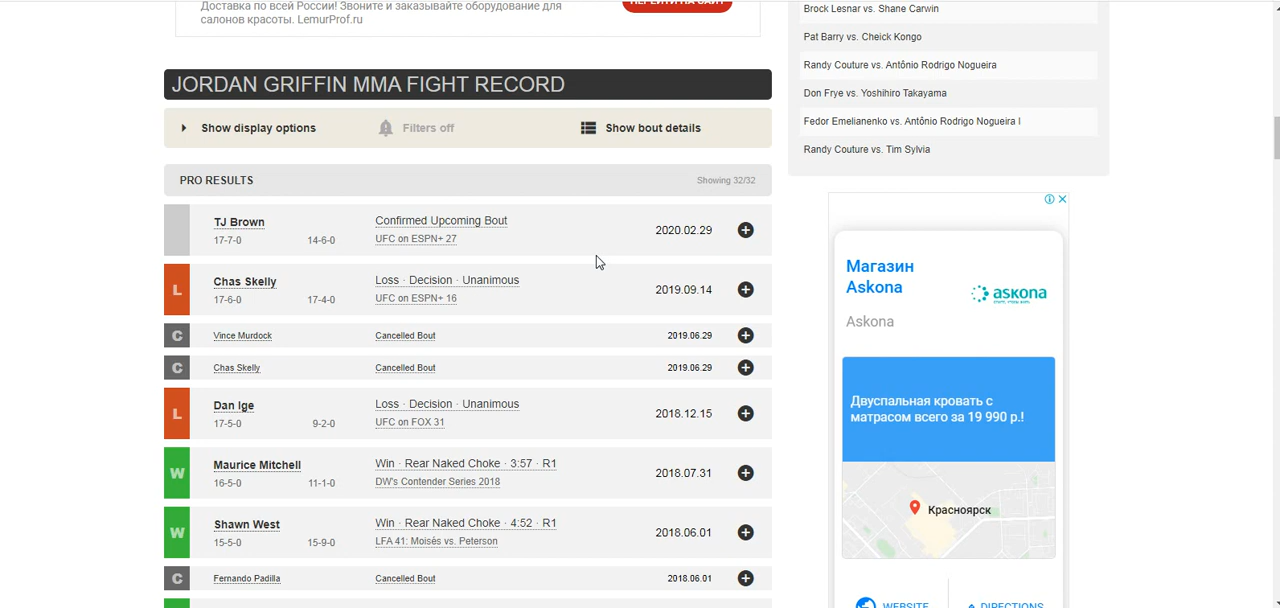 Доставка по всей России! Звоните и заказывайте оборудование для
салонов красоты. LemurProf.ru
ПЕРЕЙТИ НА САЙТ
JORDAN GRIFFIN MMA FIGHT RECORD
Show display options
Filters off
Show bout details
PRO RESULTS
Showing 32/32
TJ Brown
17-7-0 14-6-0
Confirmed Upcoming Bout
UFC on ESPN+ 27
2020.02.29
L
Chas Skelly
17-6-0 17-4-0
Loss · Decision · Unanimous
UFC on ESPN+ 16
2019.09.14
C
Vince Murdock
Cancelled Bout
2019.06.29
C
Chas Skelly
Cancelled Bout
2019.06.29
L
Dan Ige
17-5-0 9-2-0
Loss · Decision · Unanimous
UFC on FOX 31
2018.12.15
W
Maurice Mitchell
16-5-0 11-1-0
Win · Rear Naked Choke · 3:57 · R1
DW's Contender Series 2018
2018.07.31
W
Shawn West
15-5-0 15-9-0
Win · Rear Naked Choke · 4:52 · R1
LFA 41: Moisés vs. Peterson
2018.06.01
C
Fernando Padilla
Cancelled Bout
2018.06.01
Brock Lesnar vs. Shane Carwin
Pat Barry vs. Cheick Kongo
Randy Couture vs. Antônio Rodrigo Nogueira
Don Frye vs. Yoshihiro Takayama
Fedor Emelianenko vs. Antônio Rodrigo Nogueira I
Randy Couture vs. Tim Sylvia
Магазин
Askona
askona
Askona
Двуспальная кровать с
матрасом всего за 19 990 р.!
Красноярск
WEBSITE
DIRECTIONS